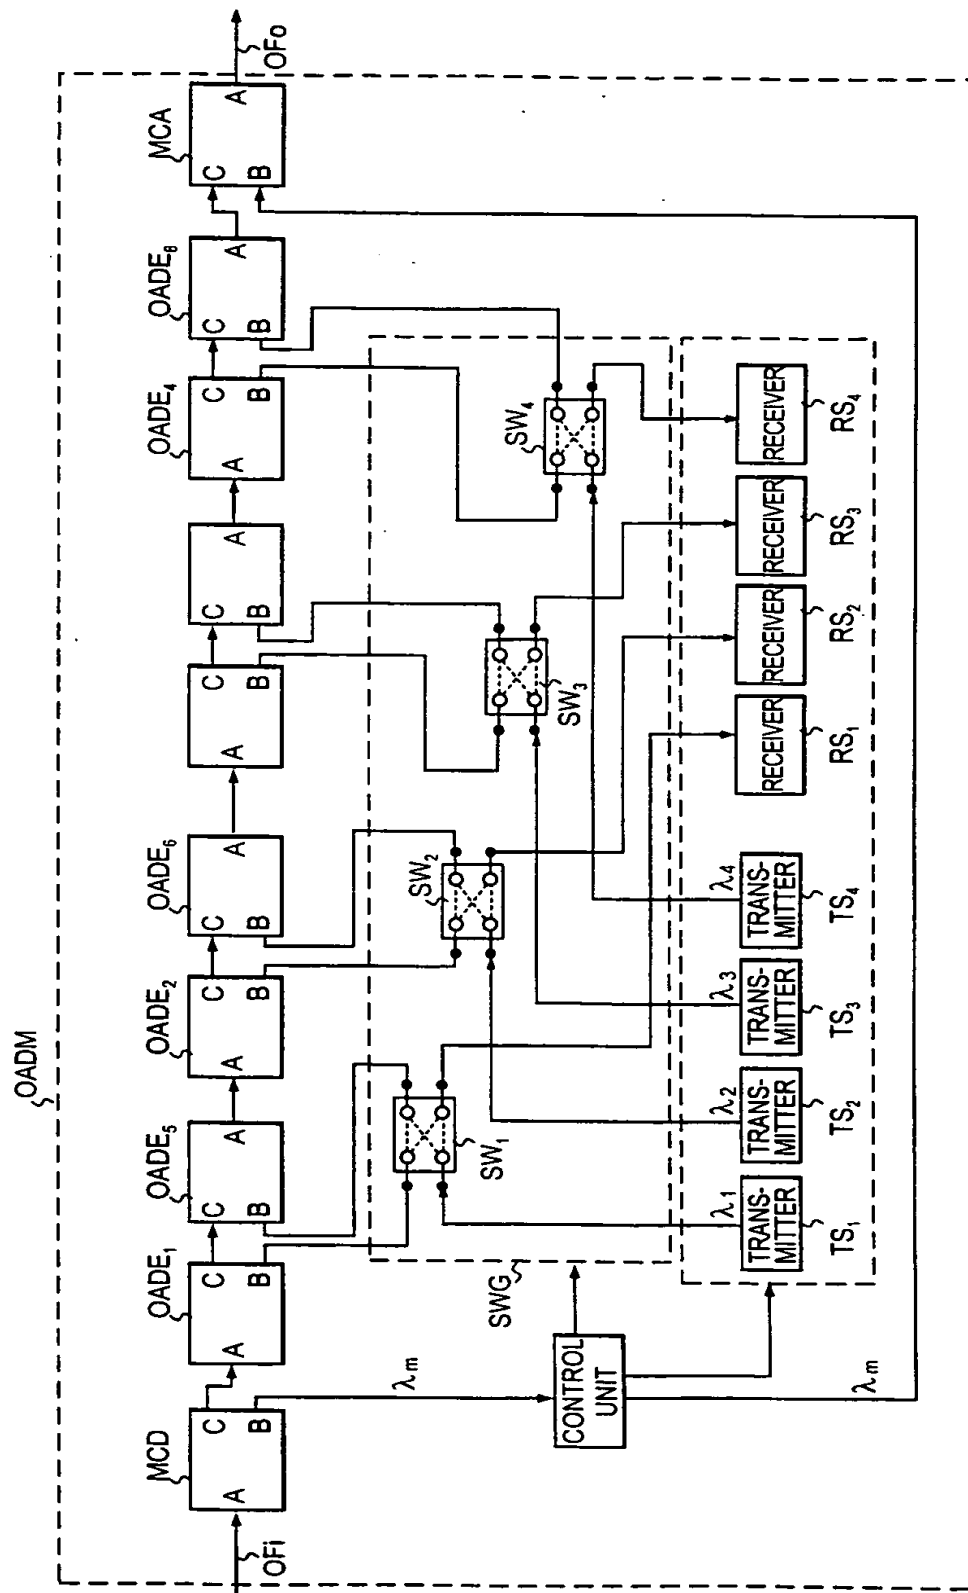 OADM
OFi
MCD
A
C
B
OADE₁
A
C
B
OADE₅
C
B
A
OADE₂
A
C
B
OADE₆
C
B
A
A
C
B
C
B
A
OADE₄
A
C
B
OADE₈
C
B
A
MCA
C
B
A
OFo
SWG
SW₁
SW₂
SW₃
SW₄
λm
CONTROL
UNIT
λm
λ₁
λ₂
λ₃
λ₄
TRANS-
MITTER
TS₁
TRANS-
MITTER
TS₂
TRANS-
MITTER
TS₃
TRANS-
MITTER
TS₄
RECEIVER
RS₁
RECEIVER
RS₂
RECEIVER
RS₃
RECEIVER
RS₄